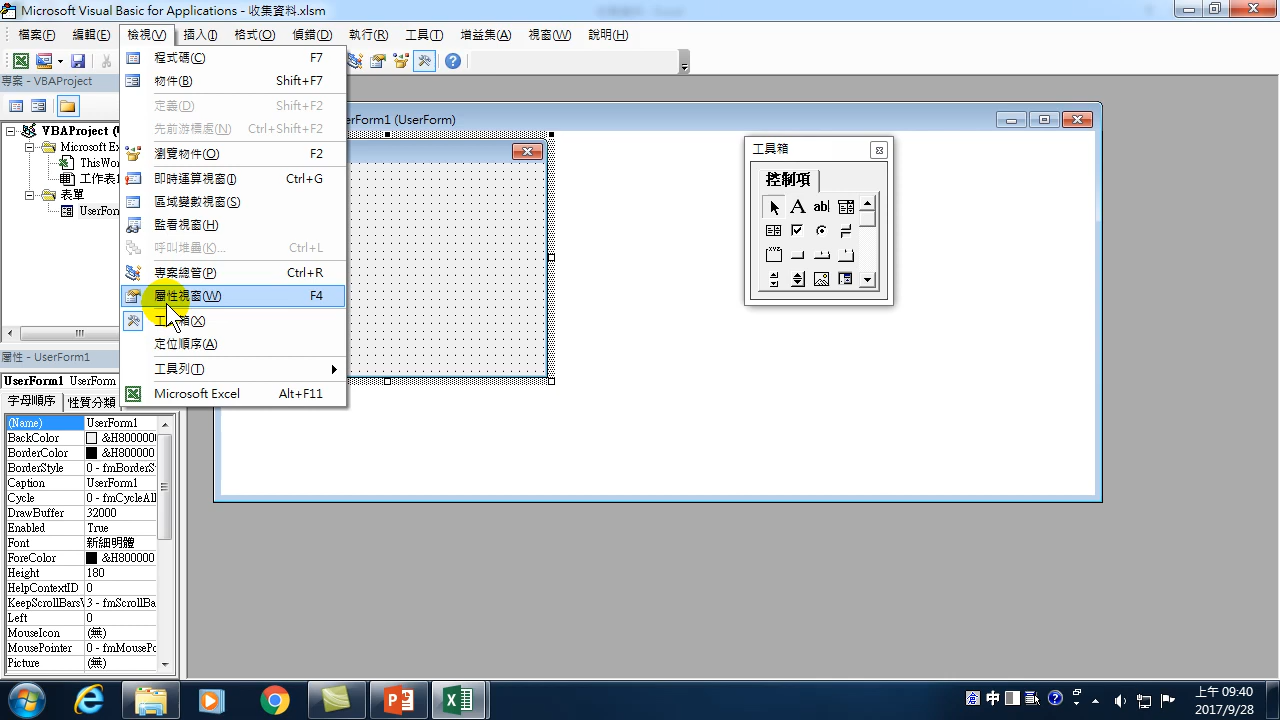 Microsoft Visual Basic for Applications - 收集資料.xlsm
檔案(F) 編輯(E) 檢視(V) 插入(I) 格式(O) 偵錯(D) 執行(R) 工具(T) 增益集(A) 視窗(W) 說明(H)
專案 - VBAProject
VBAProject (
Microsoft Ex
ThisWo
工作表
表單
UserFon
程式碼(C) F7
物件(B) Shift+F7
定義(D) Shift+F2
先前游標處(N) Ctrl+Shift+F2
瀏覽物件(O) F2
即時運算視窗(I) Ctrl+G
區域變數視窗(S)
監看視窗(H)
呼叫堆疊(K)... Ctrl+L
專案總管(P) Ctrl+R
屬性視窗(W) F4
工具箱(X)
定位順序(A)
工具列(T)
Microsoft Excel Alt+F11
erForm1 (UserForm)
工具箱
控制項
A ab|
屬性 - UserForm1
UserForm1 UserForm
字母順序 性質分類
(Name) UserForm1
BackColor &H800000
BorderColor &H800000
BorderStyle 0 - fmBorderS
Caption UserForm1
Cycle 0 - fmCycleAll
DrawBuffer 32000
Enabled True
Font 新細明體
ForeColor &H800000
Height 180
HelpContextID 0
KeepScrollBarsV 3 - fmScrollBa
Left 0
MouseIcon (無)
MousePointer 0 - fmMousePo
Picture (無)
中
上午 09:40
2017/9/28